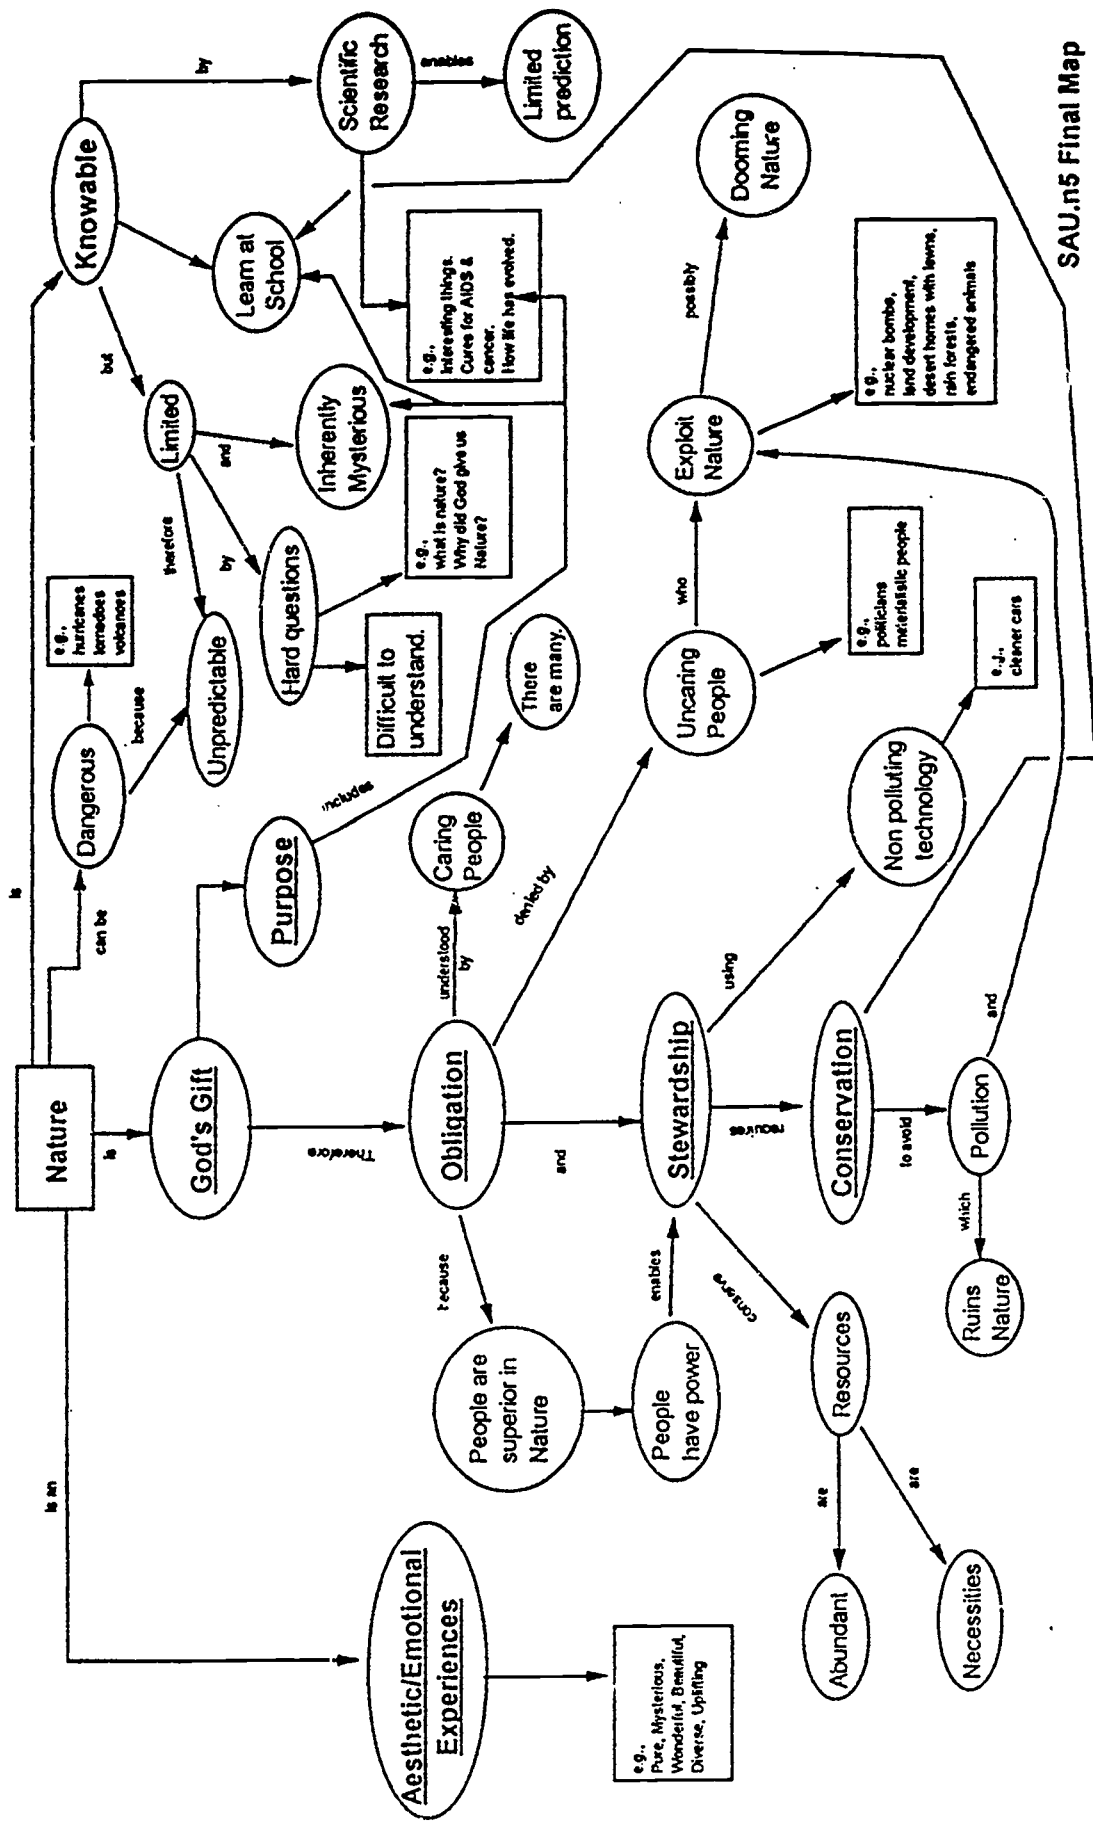 Nature
is an
is
can be
is
Aesthetic/Emotional
Experiences
e.g.,
Pure, Mysterious,
Wonderful, Beautiful,
Diverse, Uplifting
God's Gift
Therefore
Purpose
includes
Dangerous
because
e.g.,
hurricanes
tornadoes
volcanoes
Unpredictable
Knowable
but
by
Limited
therefore
by
and
Hard questions
Difficult to
understand.
e.g.,
what is nature?
Why did God give us
Nature?
Inherently
Mysterious
Learn at
School
Scientific
Research
enables
Limited
prediction
e.g.,
Interesting things.
Cures for AIDS &
cancer.
How life has evolved.
Obligation
because
and
understood
by
denied by
Caring
People
There
are many.
People are
superior in
Nature
People
have power
enables
Stewardship
conserve
requires
using
Uncaring
People
who
e.g.,
politicians
materialistic people
Exploit
Nature
possibly
Dooming
Nature
e.g.,
nuclear bombs,
land development,
desert homes with lawns,
rain forests,
endangered animals
Non polluting
technology
cleaner cars
Resources
are
are
Abundant
Necessities
Conservation
to avoid
Pollution
and
which
Ruins
Nature
SAU.n5 Final Map